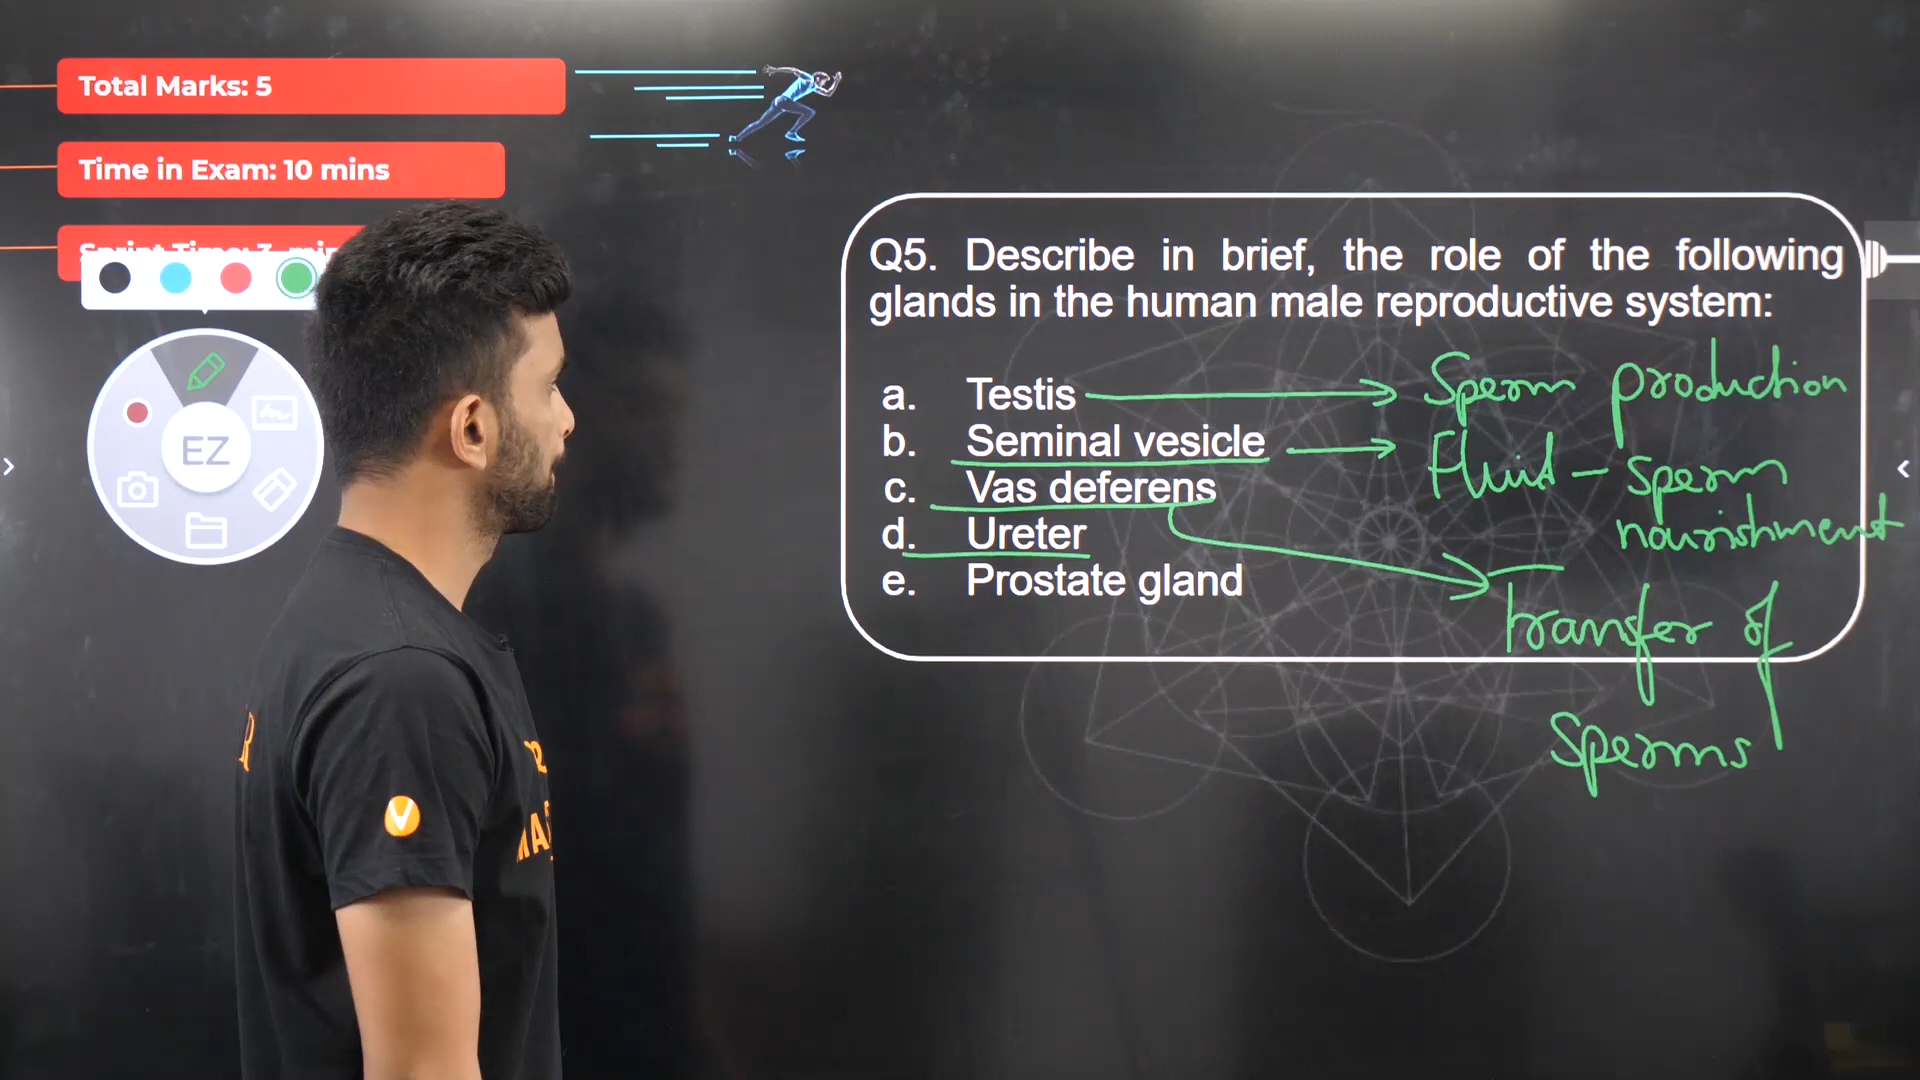 Total Marks: 5
Time in Exam: 10 mins
EZ
Q5. Describe in brief, the role of the following
glands in the human male reproductive system:
a. Testis → Sperm production
b. Seminal vesicle → Fluid – sperm
nourishment
c. Vas deferens
d. Ureter
e. Prostate gland
Transfer of
Sperms